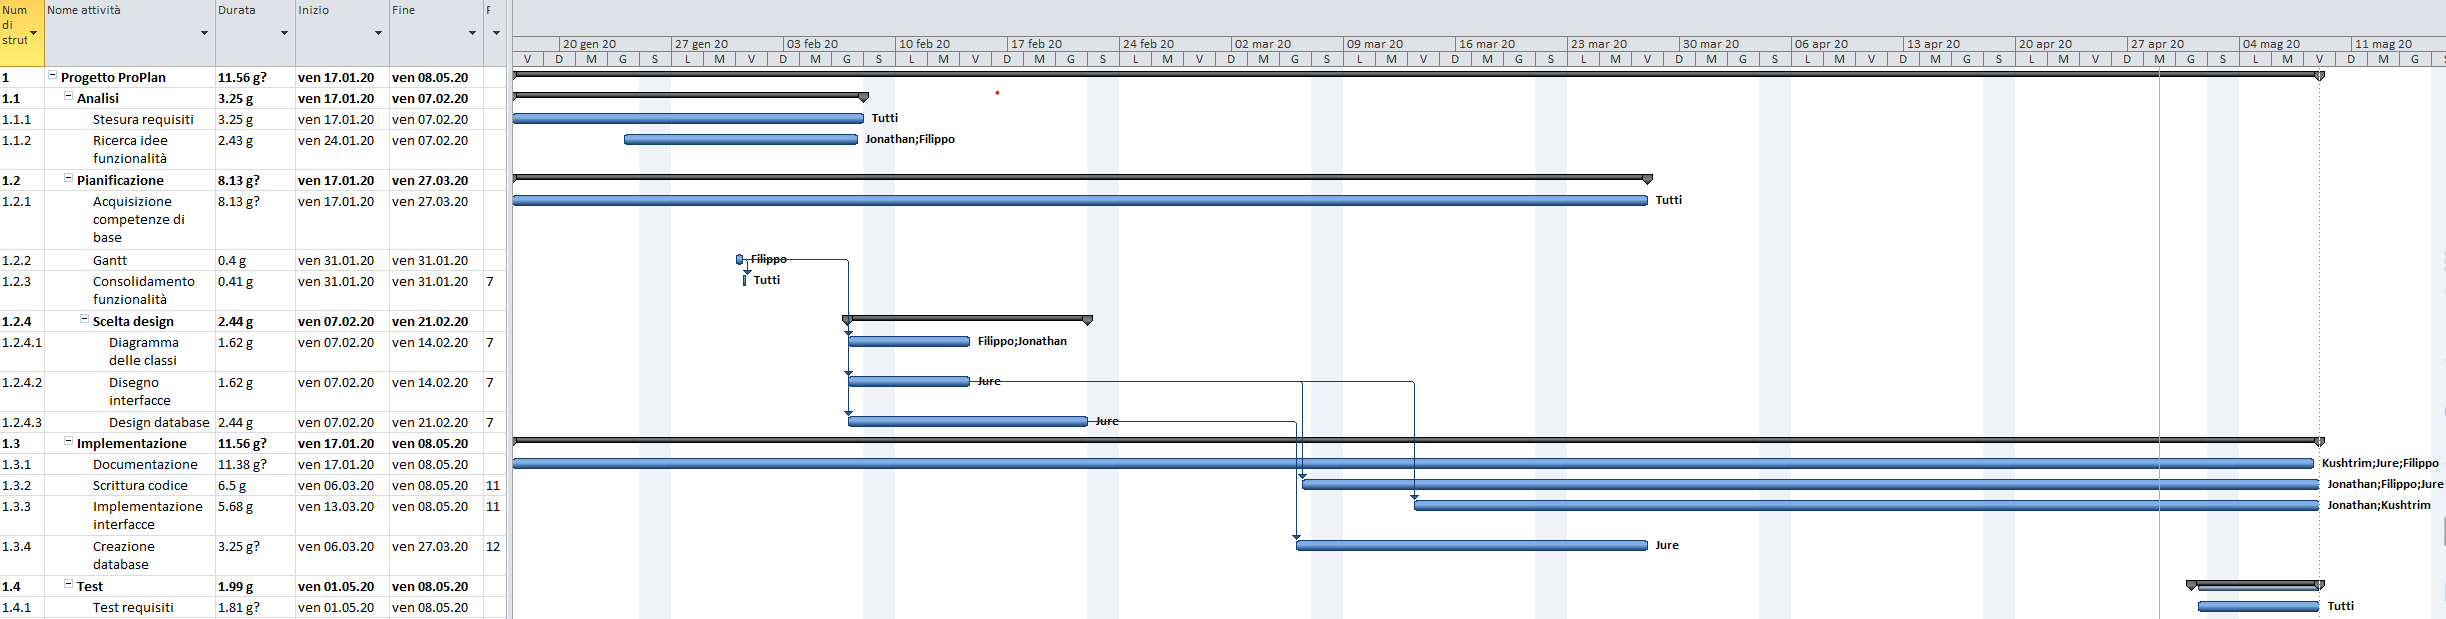 Num di strut Nome attività Durata Inizio Fine F
20 gen 20 27 gen 20 03 feb 20 10 feb 20 17 feb 20 24 feb 20 02 mar 20 09 mar 20 16 mar 20 23 mar 20 30 mar 20 06 apr 20 13 apr 20 20 apr 20 27 apr 20 04 mag 20 11 mag 20
V D M G S L M V D M G S L M V D M G S L M V D M G S L M V D M G S L M V D M G S L M V D M G S L M V D M G S L M V D M G
1 Progetto ProPlan 11.56 g? ven 17.01.20 ven 08.05.20
1.1 Analisi 3.25 g ven 17.01.20 ven 07.02.20
1.1.1 Stesura requisiti 3.25 g ven 17.01.20 ven 07.02.20 Tutti
1.1.2 Ricerca idee 2.43 g ven 24.01.20 ven 07.02.20 Jonathan;Filippo
funzionalità
1.2 Pianificazione 8.13 g? ven 17.01.20 ven 27.03.20
1.2.1 Acquisizione 8.13 g? ven 17.01.20 ven 27.03.20 Tutti
competenze di
base
1.2.2 Gantt 0.4 g ven 31.01.20 ven 31.01.20 Filippo
1.2.3 Consolidamento 0.41 g ven 31.01.20 ven 31.01.20 7 Tutti
funzionalità
1.2.4 Scelta design 2.44 g ven 07.02.20 ven 21.02.20
1.2.4.1 Diagramma 1.62 g ven 07.02.20 ven 14.02.20 7 Filippo;Jonathan
delle classi
1.2.4.2 Disegno 1.62 g ven 07.02.20 ven 14.02.20 7 Jure
interfacce
1.2.4.3 Design database 2.44 g ven 07.02.20 ven 21.02.20 7 Jure
1.3 Implementazione 11.56 g? ven 17.01.20 ven 08.05.20
1.3.1 Documentazione 11.38 g? ven 17.01.20 ven 08.05.20 Kushtrim;Jure;Filippo
1.3.2 Scrittura codice 6.5 g ven 06.03.20 ven 08.05.20 11 Jonathan;Filippo;Jure
1.3.3 Implementazione 5.68 g ven 13.03.20 ven 08.05.20 11 Jonathan;Kushtrim
interfacce
1.3.4 Creazione 3.25 g? ven 06.03.20 ven 27.03.20 12 Jure
database
1.4 Test 1.99 g ven 01.05.20 ven 08.05.20
1.4.1 Test requisiti 1.81 g? ven 01.05.20 ven 08.05.20 Tutti